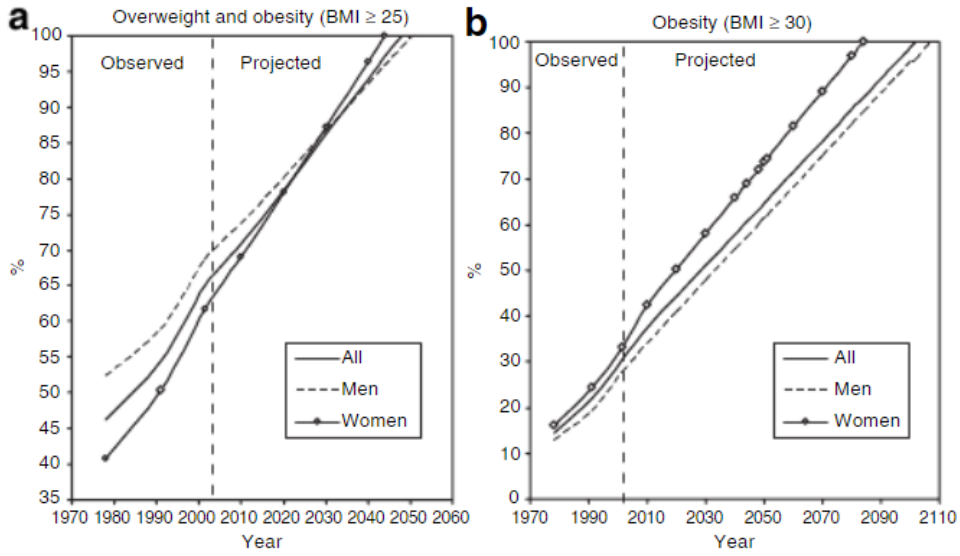 a
Overweight and obesity (BMI ≥ 25)
100
95
90
85
80
75
70
65
60
55
50
45
40
35
%
Observed
Projected
All
Men
Women
1970 1980 1990 2000 2010 2020 2030 2040 2050 2060
Year
b
Obesity (BMI ≥ 30)
100
90
80
70
60
50
40
30
20
10
0
%
Observed
Projected
All
Men
Women
1970 1990 2010 2030 2050 2070 2090 2110
Year